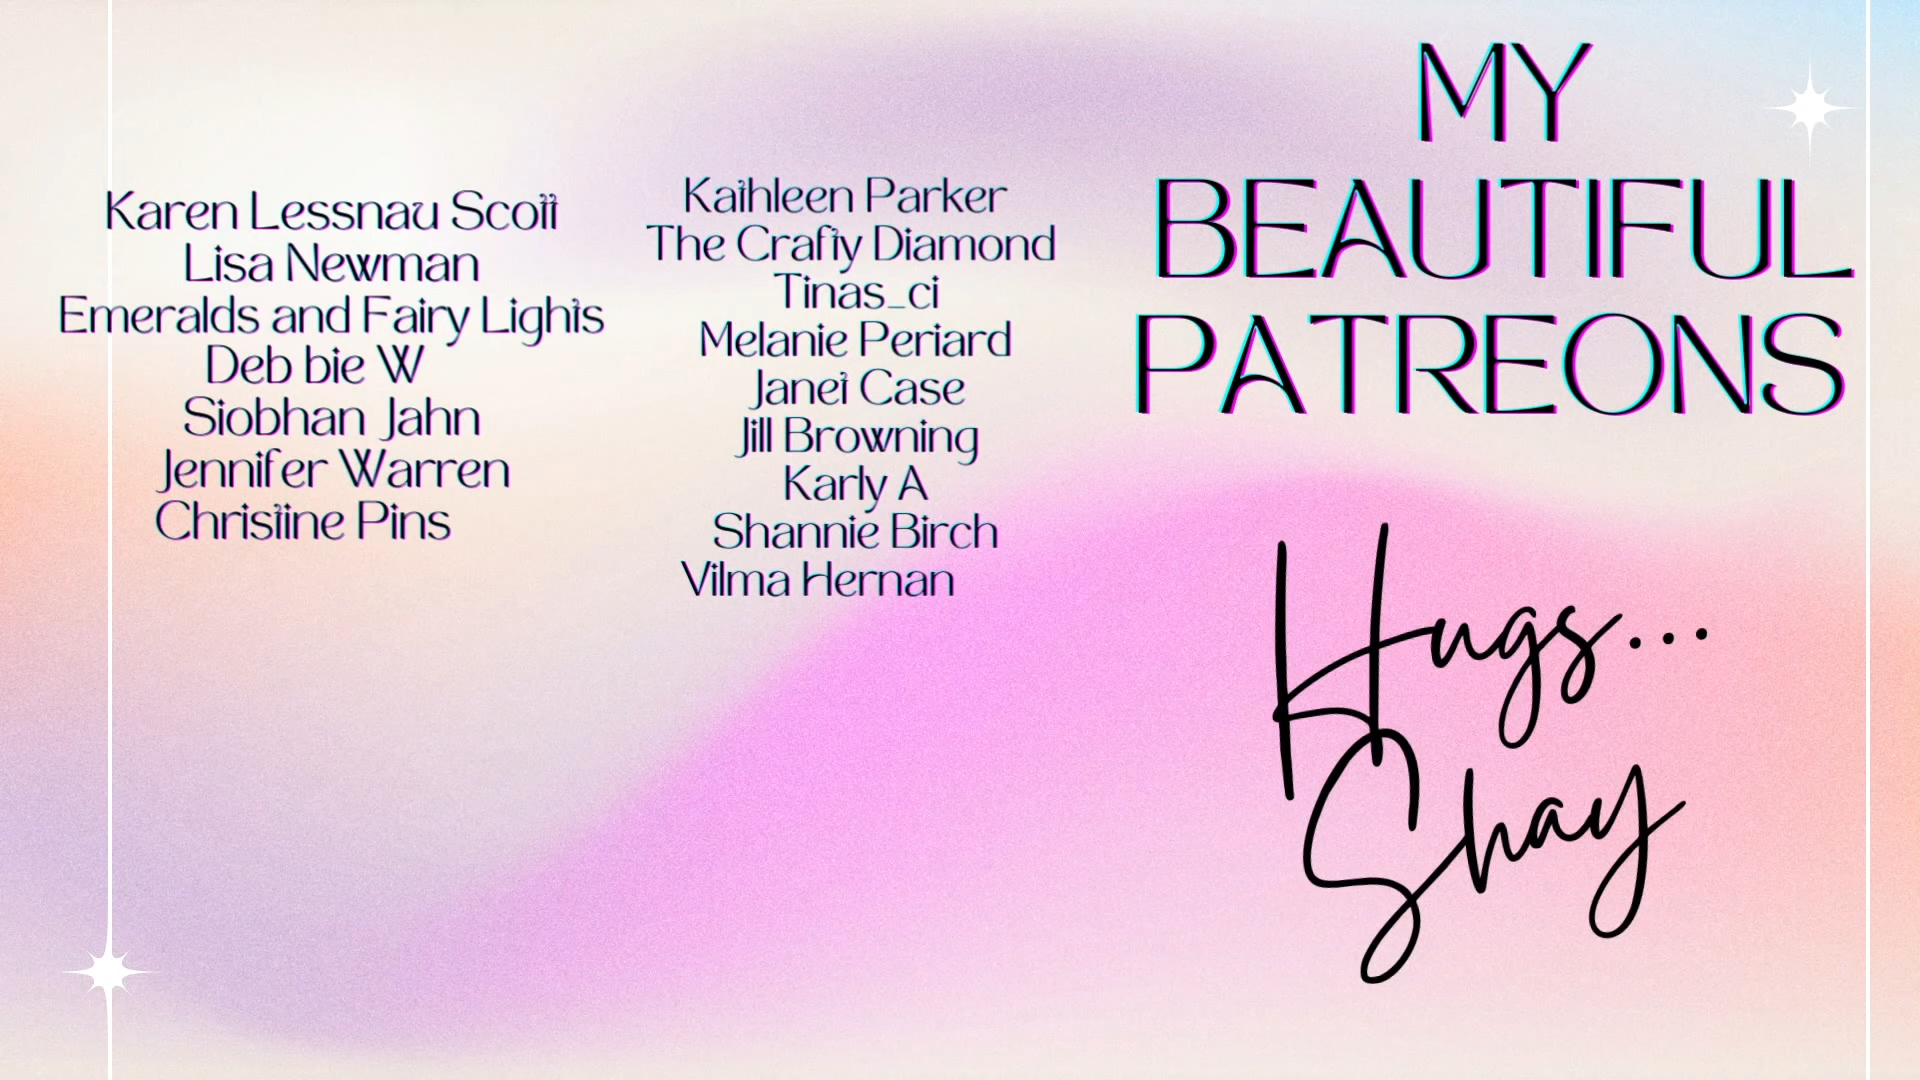 MY
BEAUTIFUL
PATREONS
Karen Lessnau Scott
Lisa Newman
Emeralds and Fairy Lights
Deb bie W
Siobhan Jahn
Jennifer Warren
Christine Pins
Kathleen Parker
The Crafty Diamond
Tinas_ci
Melanie Periard
Janet Case
Jill Browning
Karly A
Shannie Birch
Vilma Hernan
Hugs...
Shay